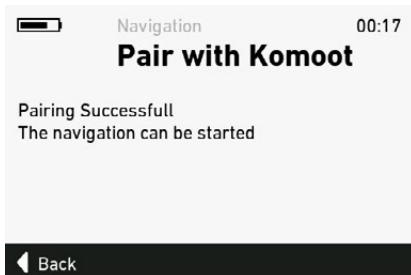 Navigation 00:17
Pair with Komoot
Pairing Successfull
The navigation can be started
Back